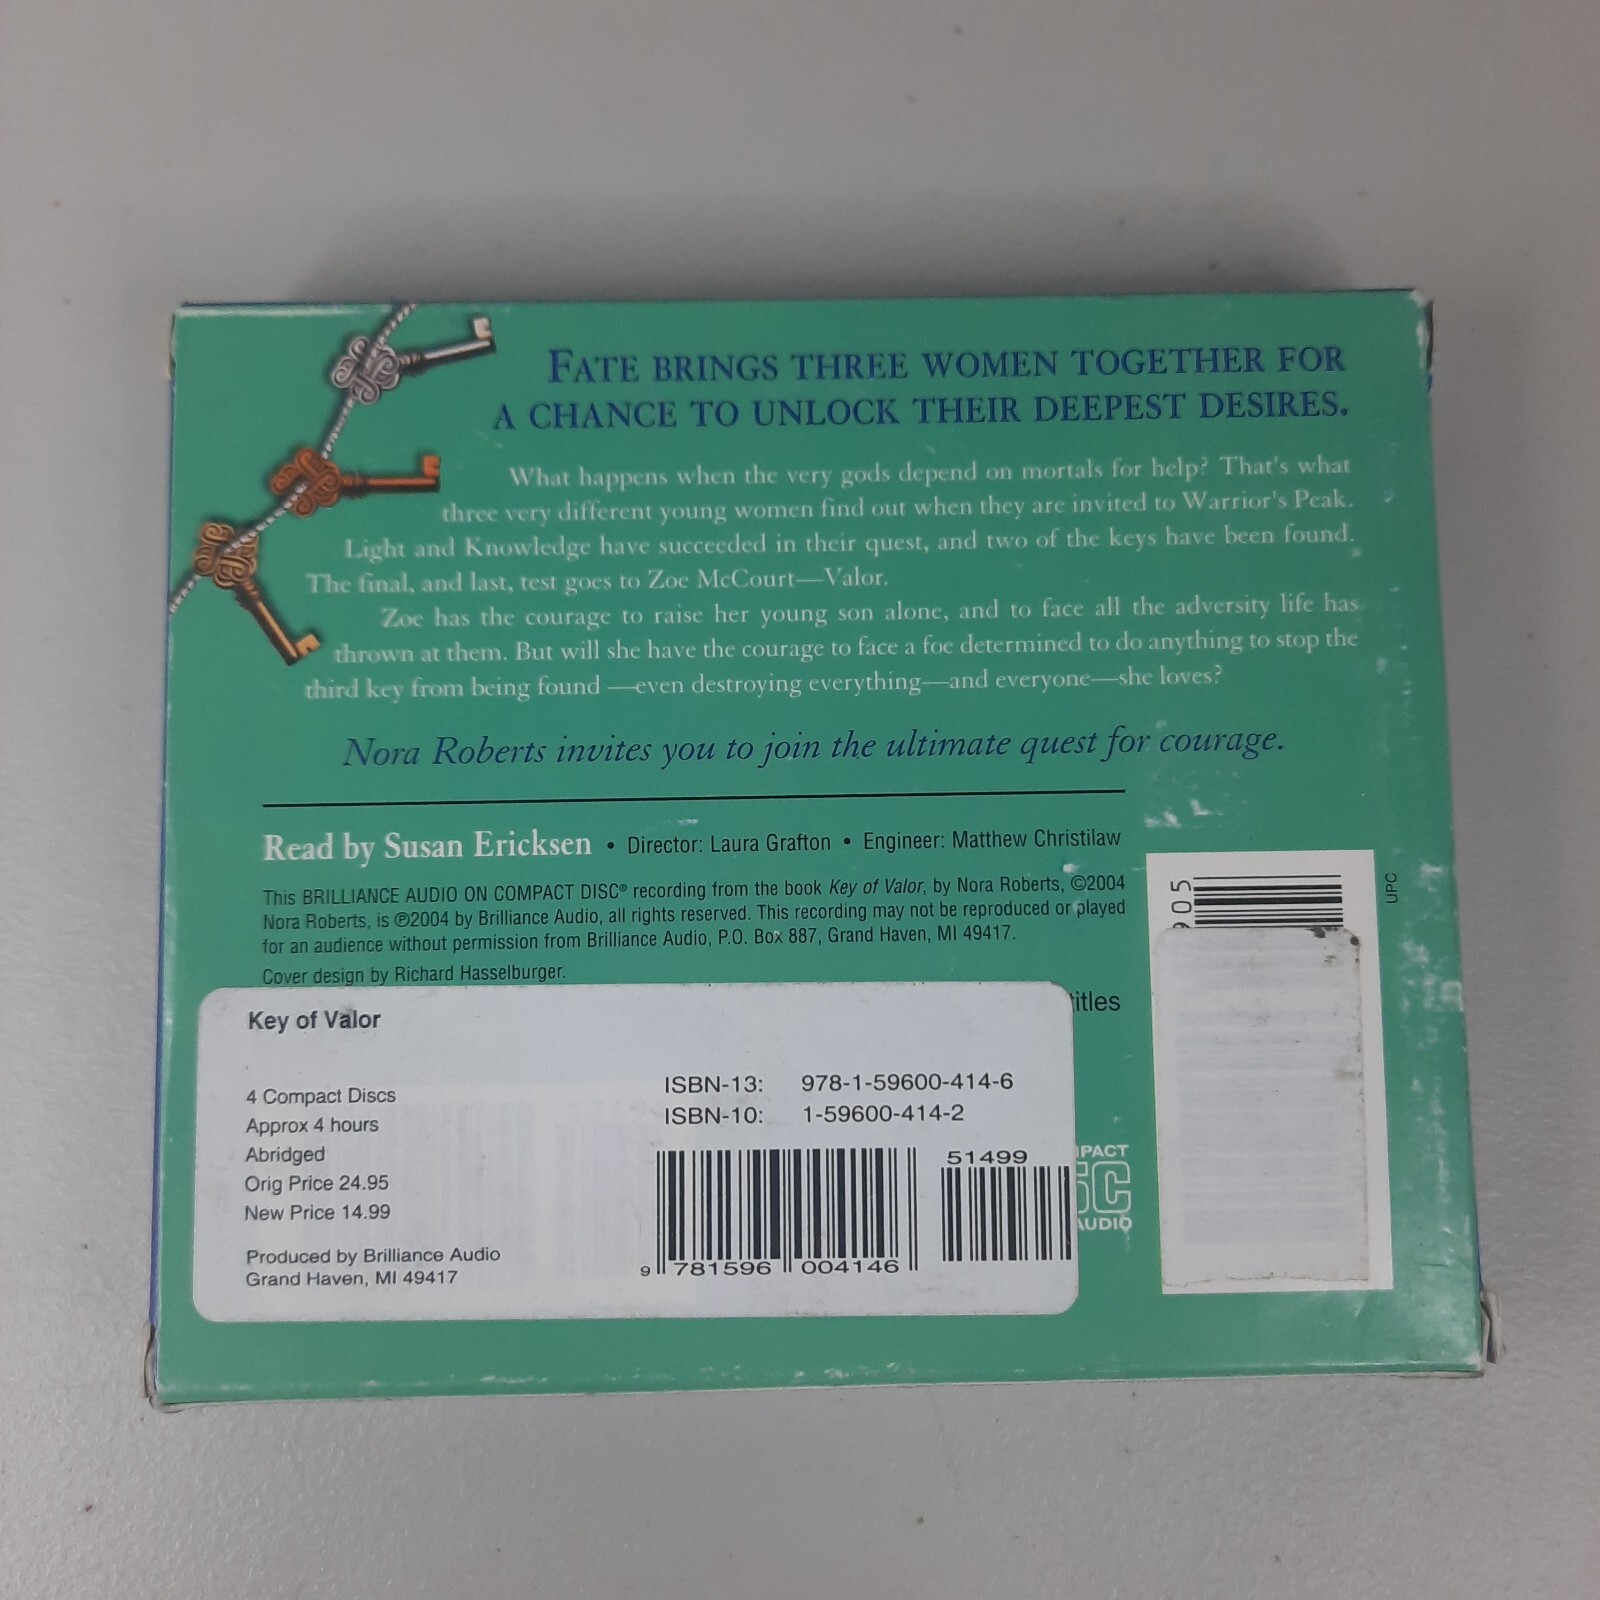 FATE BRINGS THREE WOMEN TOGETHER FOR
A CHANCE TO UNLOCK THEIR DEEPEST DESIRES.
What happens when the very gods depend on mortals for help? That's what
three very different young women find out when they are invited to Warrior's Peak.
Light and Knowledge have succeeded in their quest, and two of the keys have been found.
The final, and last, test goes to Zoe McCourt—Valor.
Zoe has the courage to raise her young son alone, and to face all the adversity life has
thrown at them. But will she have the courage to face a foe determined to do anything to stop the
third key from being found —even destroying everything—and everyone—she loves?
Nora Roberts invites you to join the ultimate quest for courage.
Read by Susan Ericksen • Director: Laura Grafton • Engineer: Matthew Christilaw
This BRILLIANCE AUDIO ON COMPACT DISC® recording from the book Key of Valor, by Nora Roberts, ©2004
Nora Roberts, is ℗2004 by Brilliance Audio, all rights reserved. This recording may not be reproduced or played
for an audience without permission from Brilliance Audio, P.O. Box 887, Grand Haven, MI 49417.
Cover design by Richard Hasselburger.
titles
Key of Valor
4 Compact Discs
Approx 4 hours
Abridged
Orig Price 24.95
New Price 14.99
Produced by Brilliance Audio
Grand Haven, MI 49417
ISBN-13: 978-1-59600-414-6
ISBN-10: 1-59600-414-2
51499
9 781596 004146
PACT
SC
AUDIO
905
UPC